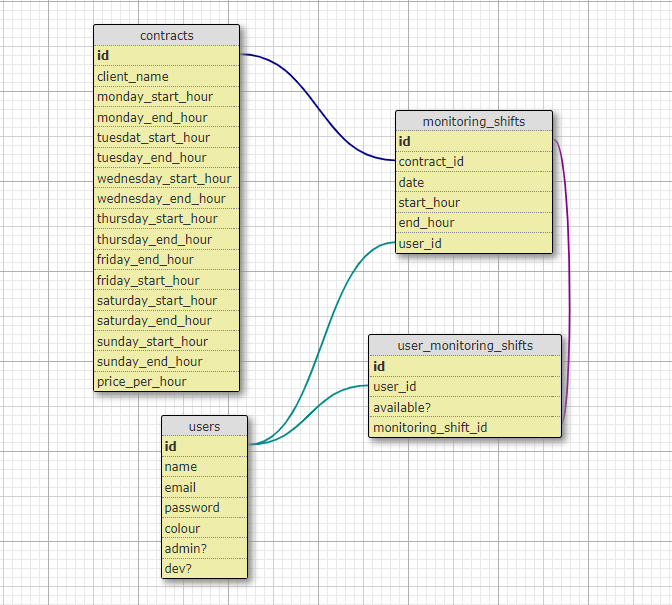 contracts
id
client_name
monday_start_hour
monday_end_hour
tuesdat_start_hour
tuesday_end_hour
wednesday_start_hour
wednesday_end_hour
thursday_start_hour
thursday_end_hour
friday_end_hour
friday_start_hour
saturday_start_hour
saturday_end_hour
sunday_start_hour
sunday_end_hour
price_per_hour
monitoring_shifts
id
contract_id
date
start_hour
end_hour
user_id
user_monitoring_shifts
id
user_id
available?
monitoring_shift_id
users
id
name
email
password
colour
admin?
dev?